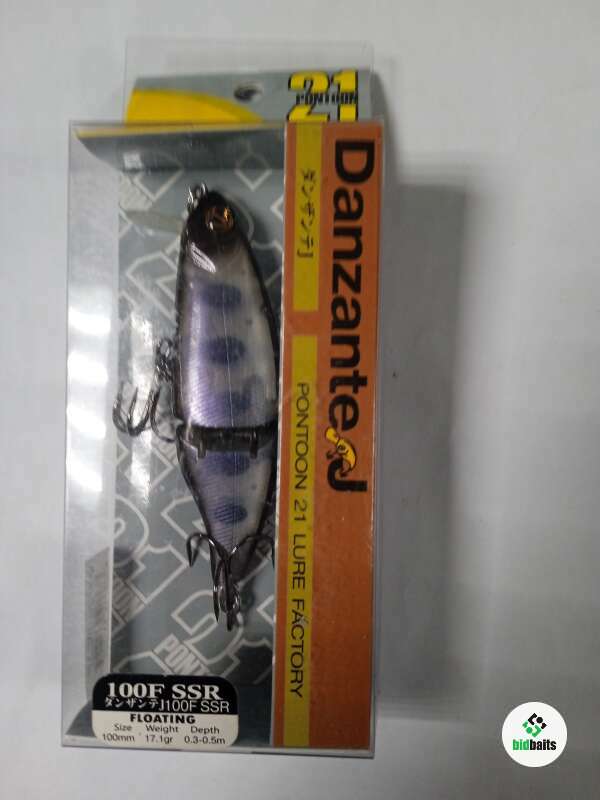 21
PONTOON
Danzante J
ダンザンテJ
PONTOON 21 LURE FACTORY
100F SSR
ダンザンテJ100F SSR
FLOATING
Size Weight Depth
100mm 17.1gr 0.3-0.5m
bidbaits